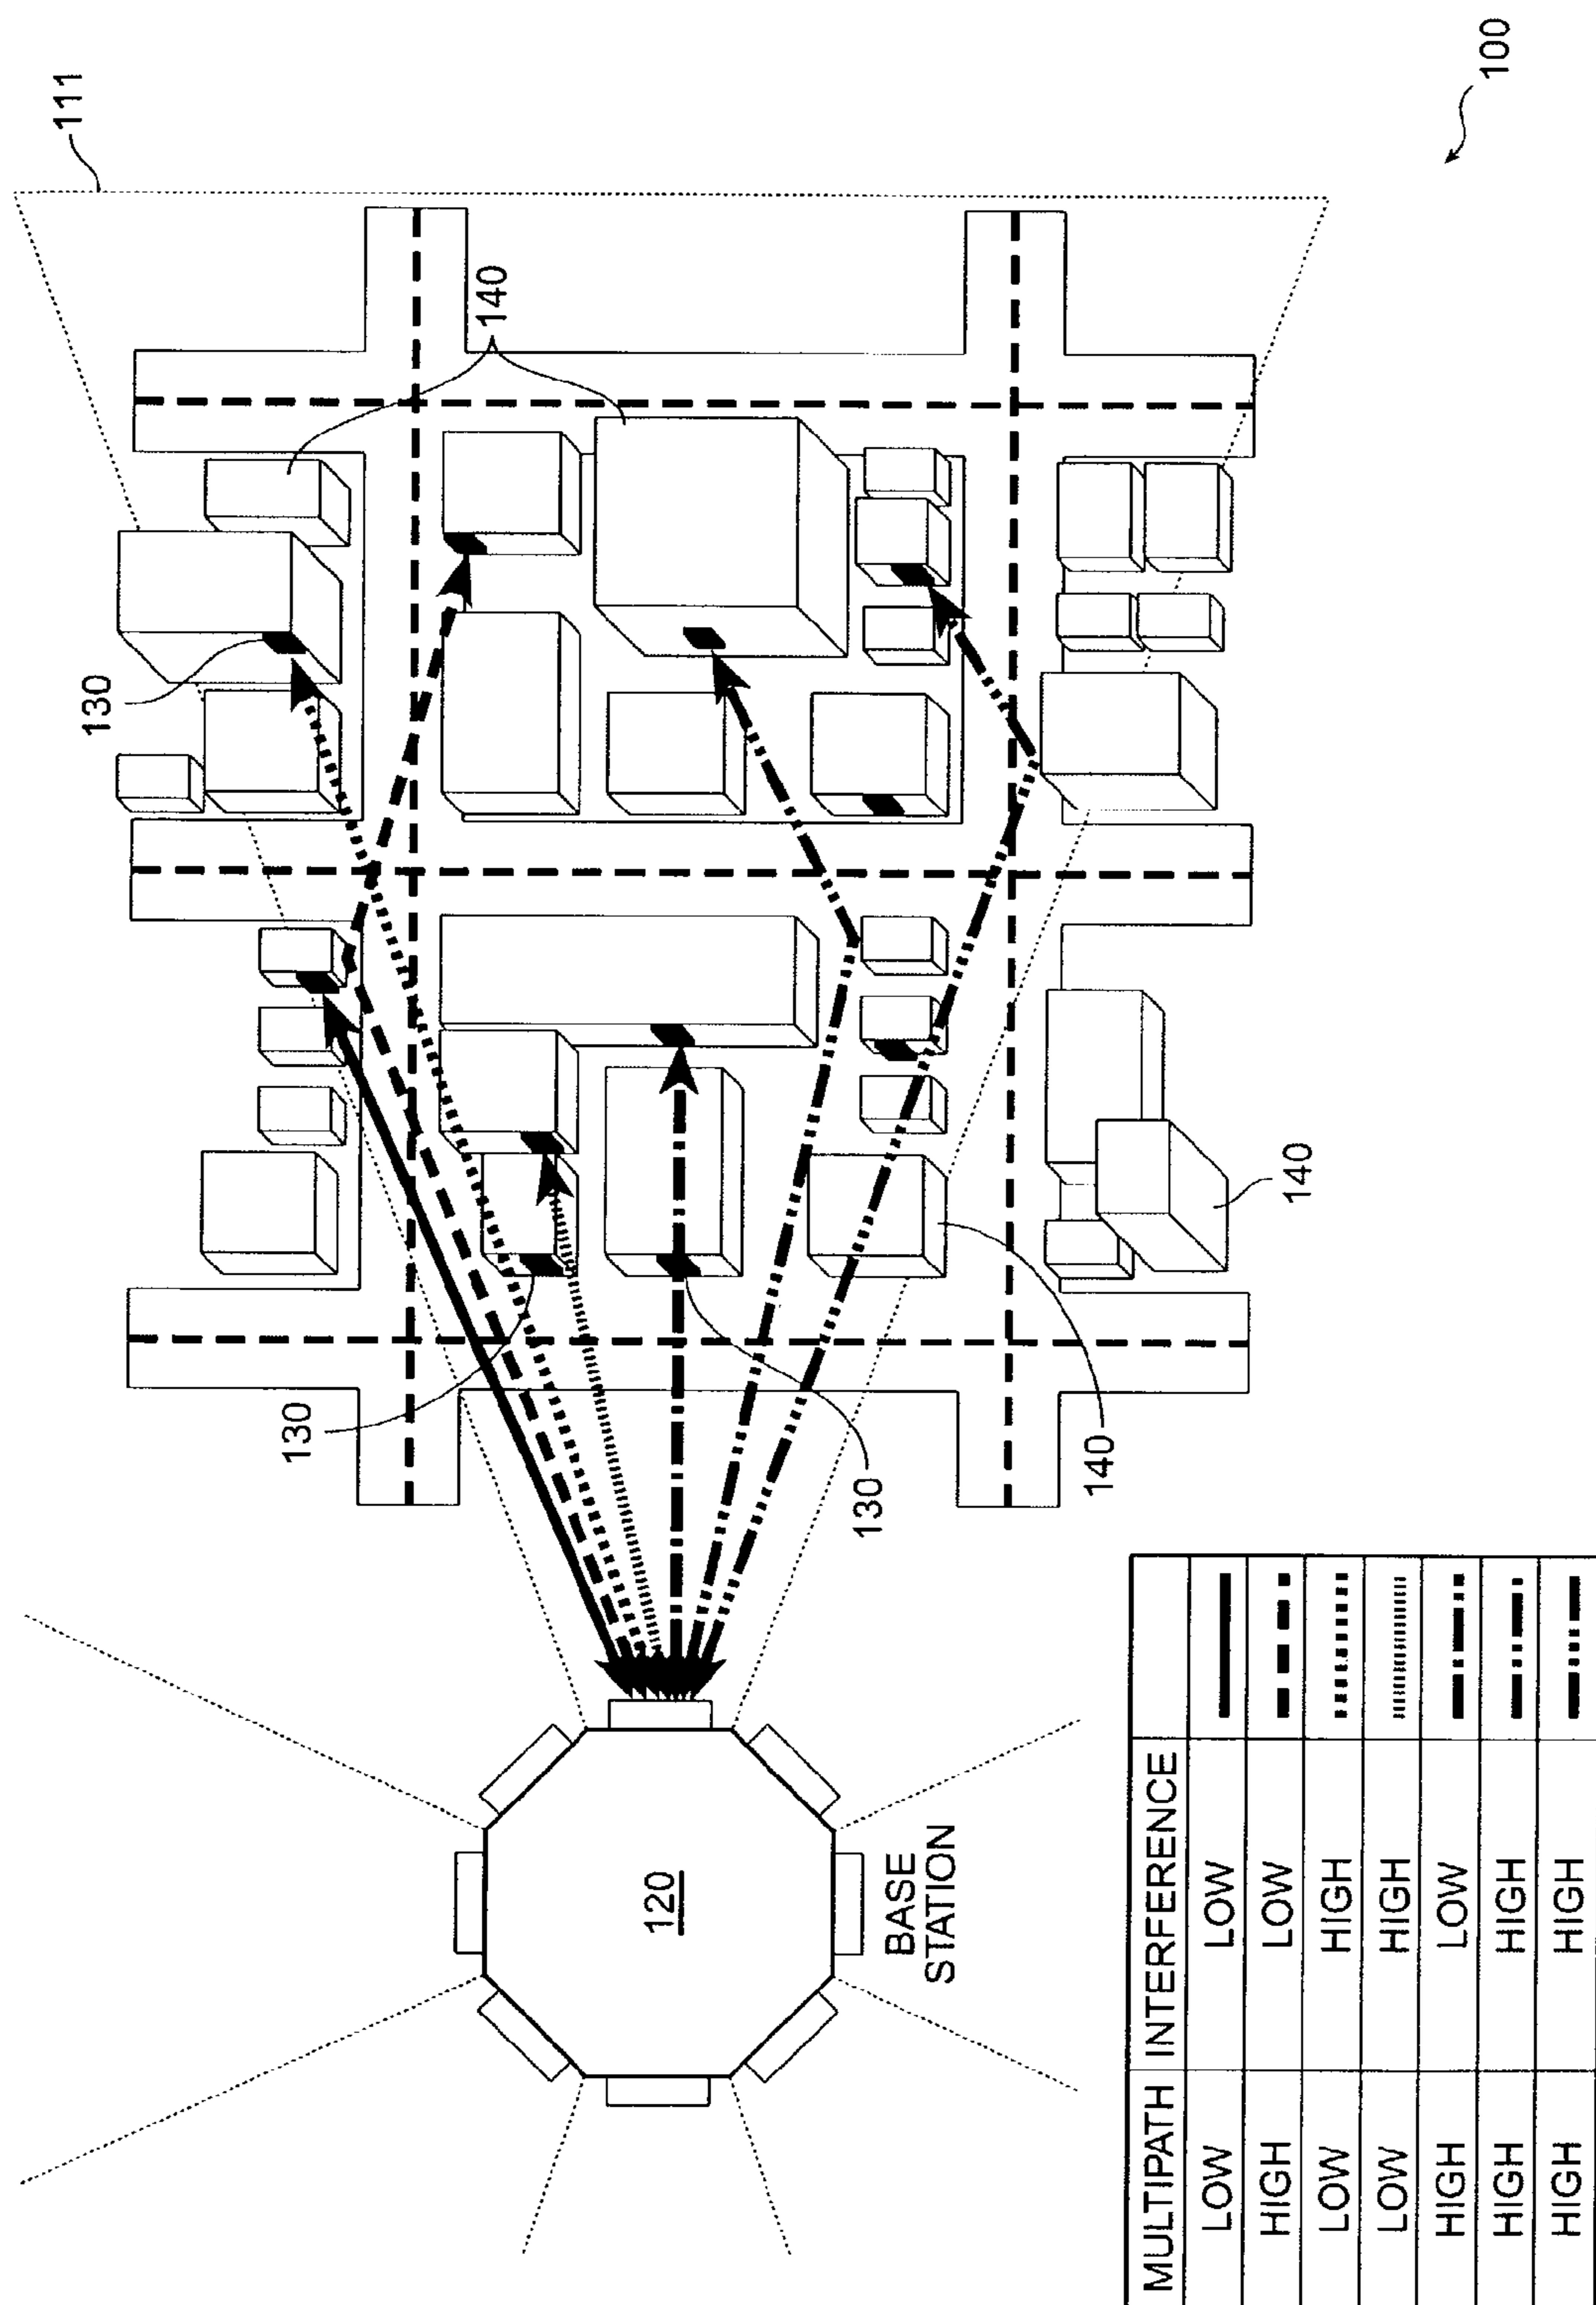 100
111
140
130
130
130
140
140
120
BASE
STATION
MULTIPATH INTERFERENCE
LOW LOW
HIGH LOW
LOW HIGH
LOW HIGH
HIGH LOW
HIGH HIGH
HIGH HIGH